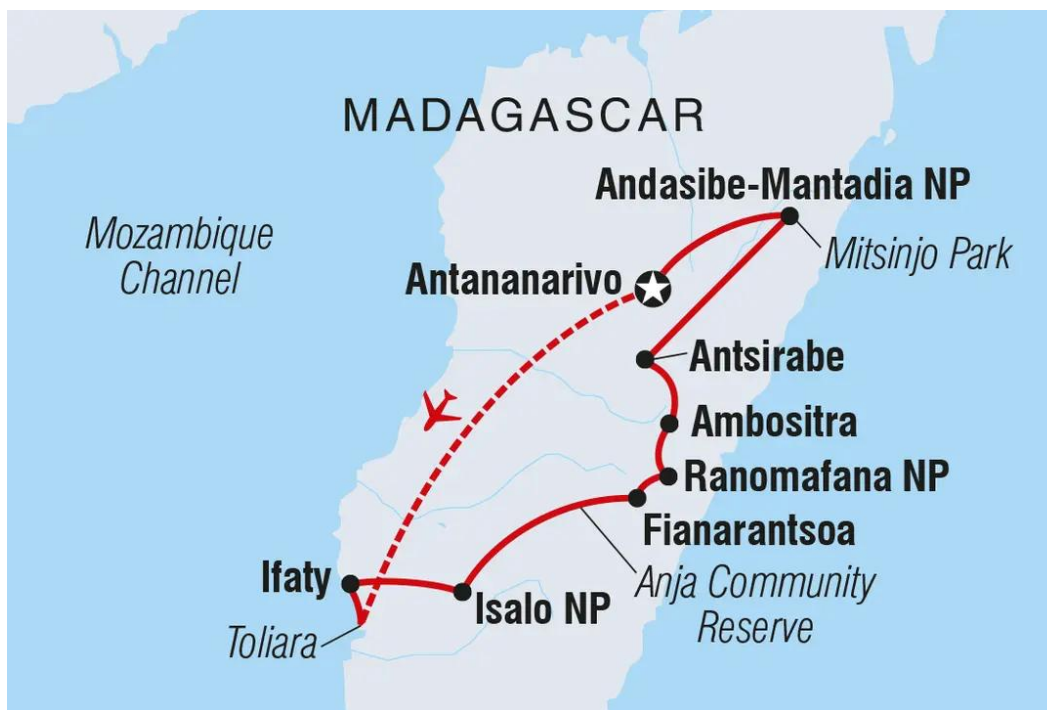 MADAGASCAR
Andasibe-Mantadia NP
Mozambique
Channel
Mitsinjo Park
Antananarivo
Antsirabe
Ambositra
Ranomafana NP
Fianarantsoa
Ifaty
Anja Community
Reserve
Isalo NP
Toliara